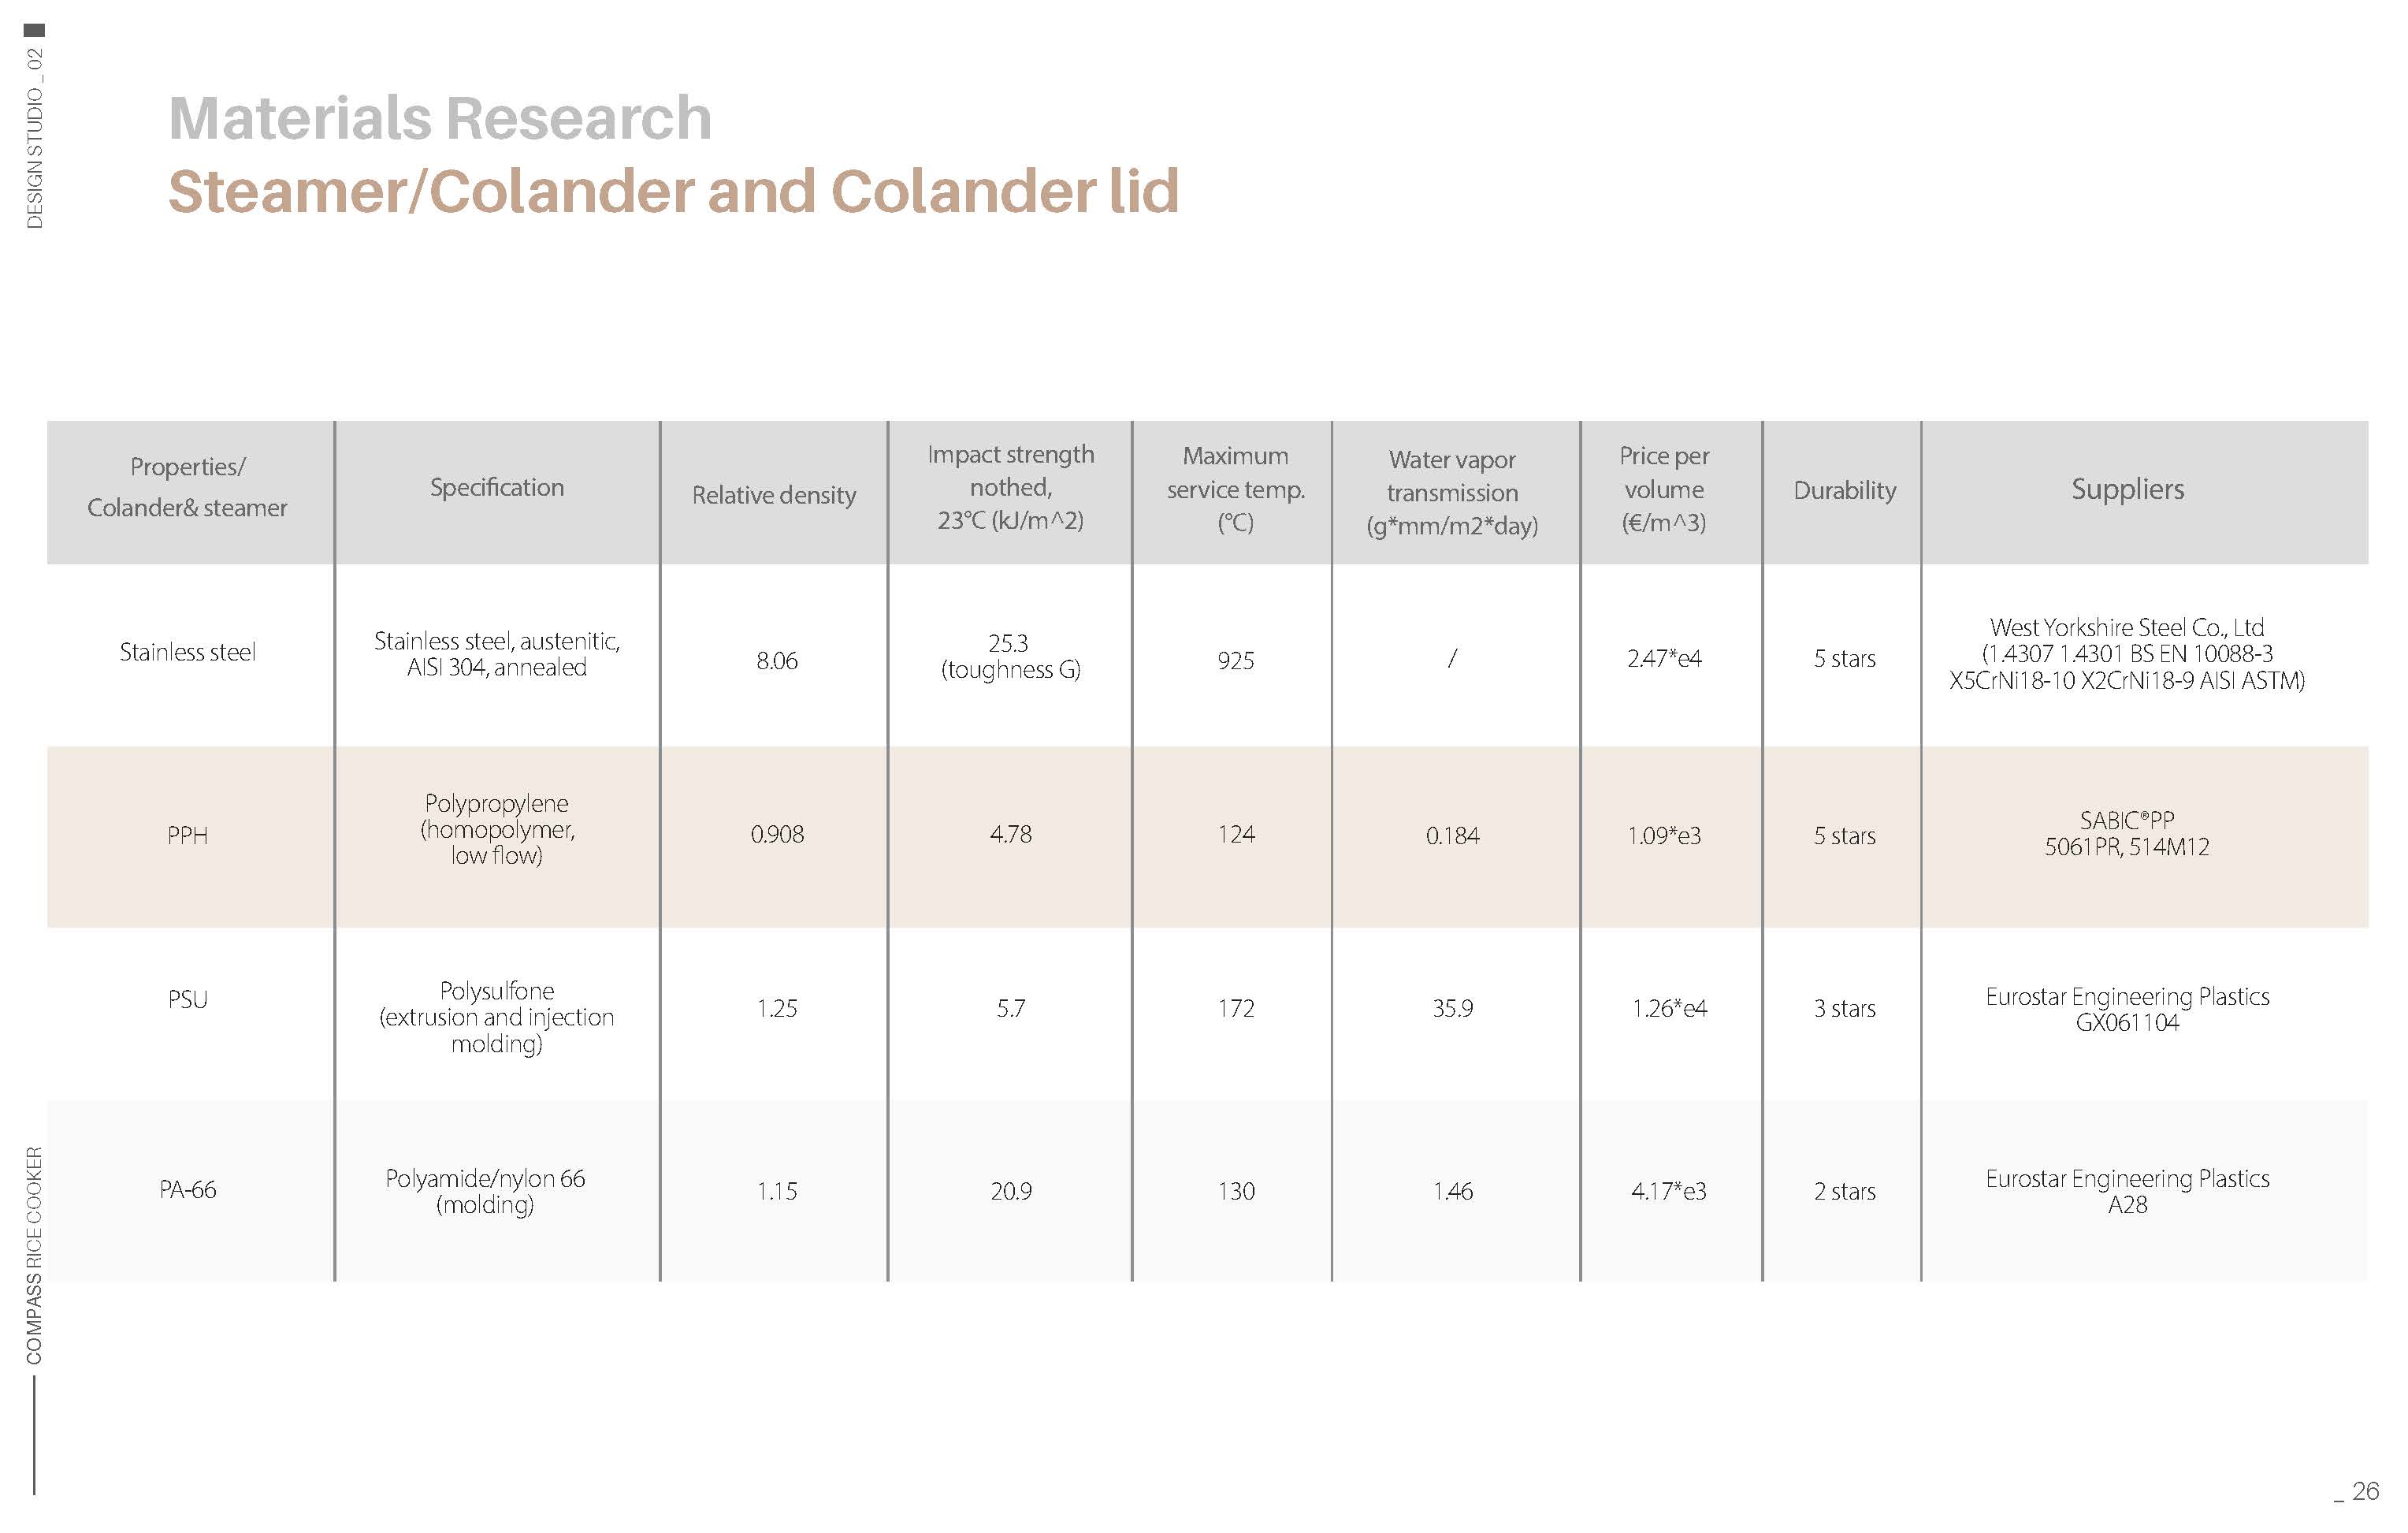 DESIGN STUDIO _ 02
Materials Research
Steamer/Colander and Colander lid
Properties/
Colander& steamer
Specification
Relative density
Impact strength
nothed,
23°C (kJ/m^2)
Maximum
service temp.
(°C)
Water vapor
transmission
(g*mm/m2*day)
Price per
volume
(€/m^3)
Durability
Suppliers
Stainless steel
Stainless steel, austenitic,
AISI 304, annealed
8.06
25.3
(toughness G)
925
/
2.47*e4
5 stars
West Yorkshire Steel Co., Ltd
(1.4307 1.4301 BS EN 10088-3
X5CrNi18-10 X2CrNi18-9 AISI ASTM)
PPH
Polypropylene
(homopolymer,
low flow)
0.908
4.78
124
0.184
1.09*e3
5 stars
SABIC®PP
5061PR, 514M12
PSU
Polysulfone
(extrusion and injection
molding)
1.25
5.7
172
35.9
1.26*e4
3 stars
Eurostar Engineering Plastics
GX061104
PA-66
Polyamide/nylon 66
(molding)
1.15
20.9
130
1.46
4.17*e3
2 stars
Eurostar Engineering Plastics
A28
COMPASS RICE COOKER
_ 26